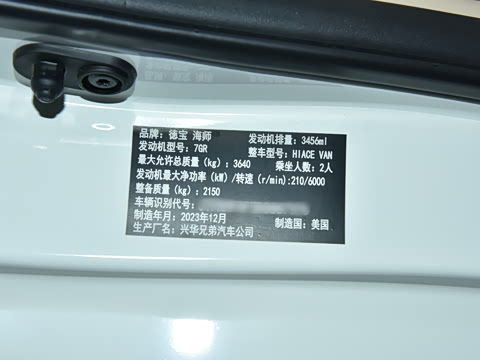 品牌：德宝 海师 发动机排量：3456ml
发动机型号：7GR 整车型号：HIACE VAN
最大允许总质量（kg）：3640 乘坐人数：2人
发动机最大净功率（kW）/转速（r/min）:210/6000
整备质量（kg）：2150
车辆识别代号：
制造年月：2023年12月 制造国：美国
生产厂名：兴华兄弟汽车公司